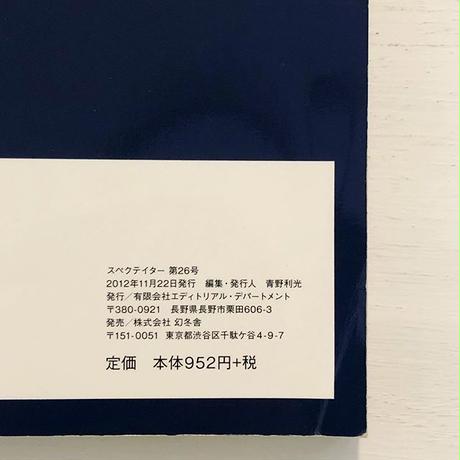 スペクテイター 第26号
2012年11月22日発行　編集・発行人　青野利光
発行/有限会社エディトリアル・デパートメント
〒380-0921　長野県長野市栗田606-3
発売/株式会社 幻冬舎
〒151-0051　東京都渋谷区千駄ケ谷4-9-7
定価　本体952円+税